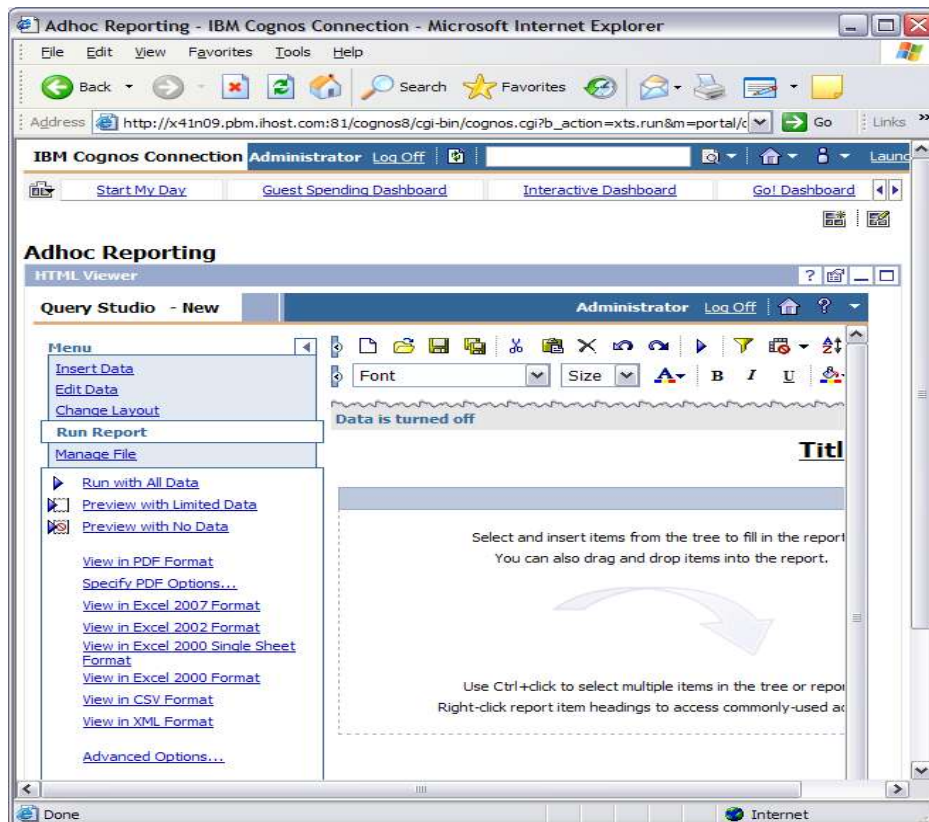 Adhoc Reporting - IBM Cognos Connection - Microsoft Internet Explorer
File Edit View Favorites Tools Help
Back Search Favorites
Address http://x41n09.pbm.ihost.com:81/cognos8/cgi-bin/cognos.cgi?b_action=xts.run&m=portal/c Go Links »
IBM Cognos Connection Administrator Log Off Launc
Start My Day Guest Spending Dashboard Interactive Dashboard Go! Dashboard
Adhoc Reporting
HTML Viewer
Query Studio - New Administrator Log Off ?
Menu
Insert Data
Edit Data
Change Layout
Run Report
Manage File
Run with All Data
Preview with Limited Data
Preview with No Data
View in PDF Format
Specify PDF Options...
View in Excel 2007 Format
View in Excel 2002 Format
View in Excel 2000 Single Sheet
Format
View in Excel 2000 Format
View in CSV Format
View in XML Format
Advanced Options...
Font Size A B I U
Data is turned off
Titl
Select and insert items from the tree to fill in the report
You can also drag and drop items into the report.
Use Ctrl+click to select multiple items in the tree or repor
Right-click report item headings to access commonly-used ac
Done Internet